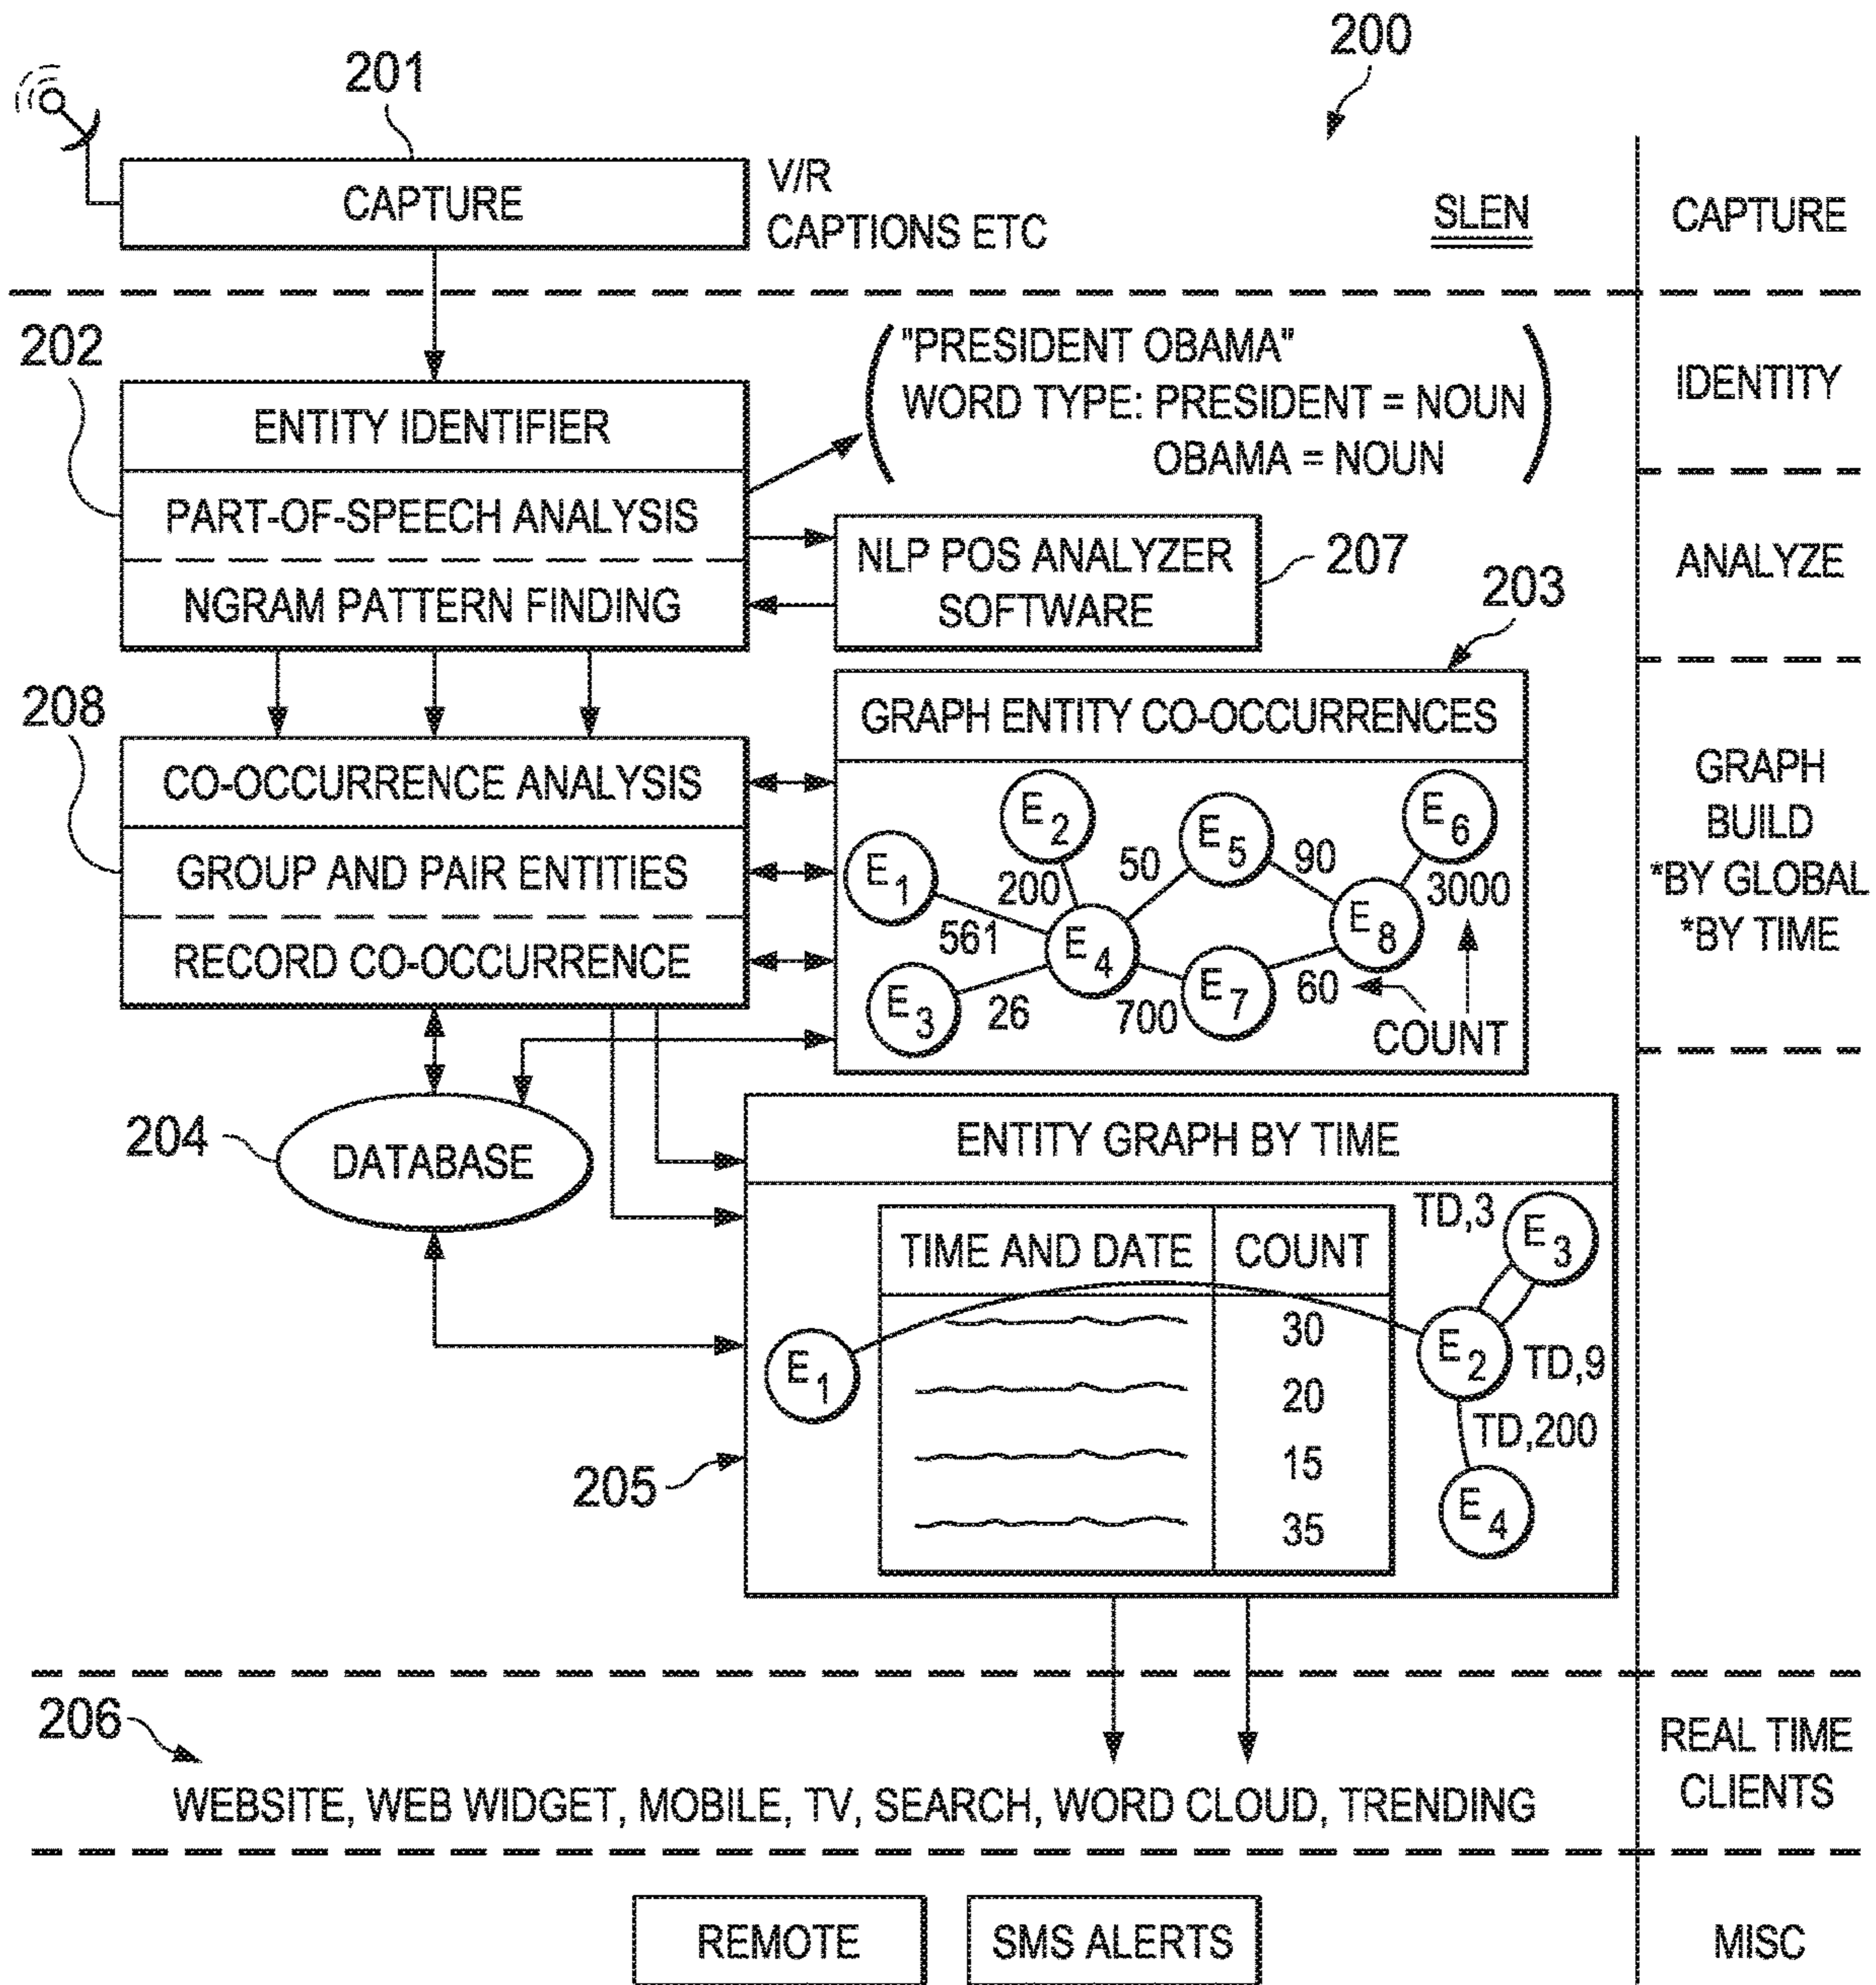 200
201
CAPTURE
V/R
CAPTIONS ETC
SLEN
CAPTURE
202
ENTITY IDENTIFIER
PART-OF-SPEECH ANALYSIS
NGRAM PATTERN FINDING
"PRESIDENT OBAMA"
WORD TYPE: PRESIDENT = NOUN
OBAMA = NOUN
IDENTITY
NLP POS ANALYZER
SOFTWARE
207
ANALYZE
203
208
CO-OCCURRENCE ANALYSIS
GROUP AND PAIR ENTITIES
RECORD CO-OCCURRENCE
GRAPH ENTITY CO-OCCURRENCES
E2
E5
E6
50
90
E1
200
3000
561
E4
E8
E3
26
700
E7
60
COUNT
GRAPH
BUILD
*BY GLOBAL
*BY TIME
204
DATABASE
ENTITY GRAPH BY TIME
TIME AND DATE COUNT
30
20
15
35
E1
TD,3
E3
E2
TD,9
TD,200
E4
205
206
WEBSITE, WEB WIDGET, MOBILE, TV, SEARCH, WORD CLOUD, TRENDING
REAL TIME
CLIENTS
REMOTE
SMS ALERTS
MISC